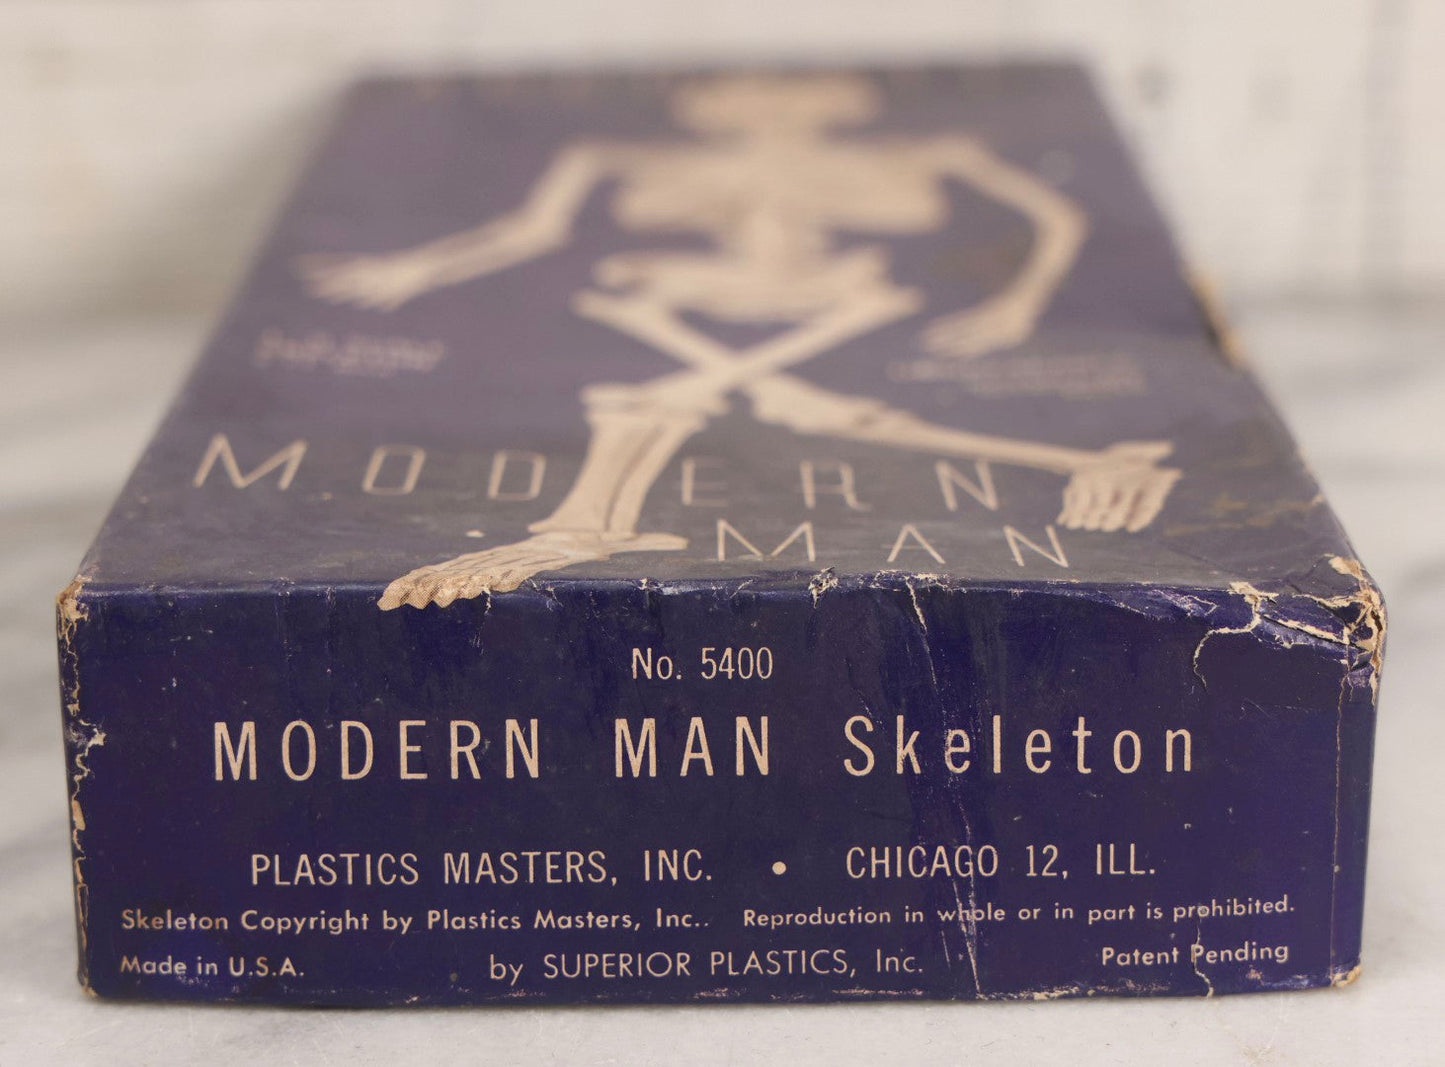 MODERN
MAN
No. 5400
MODERN MAN Skeleton
PLASTICS MASTERS, INC. • CHICAGO 12, ILL.
Skeleton Copyright by Plastics Masters, Inc.. Reproduction in whole or in part is prohibited.
Made in U.S.A. by SUPERIOR PLASTICS, Inc. Patent Pending